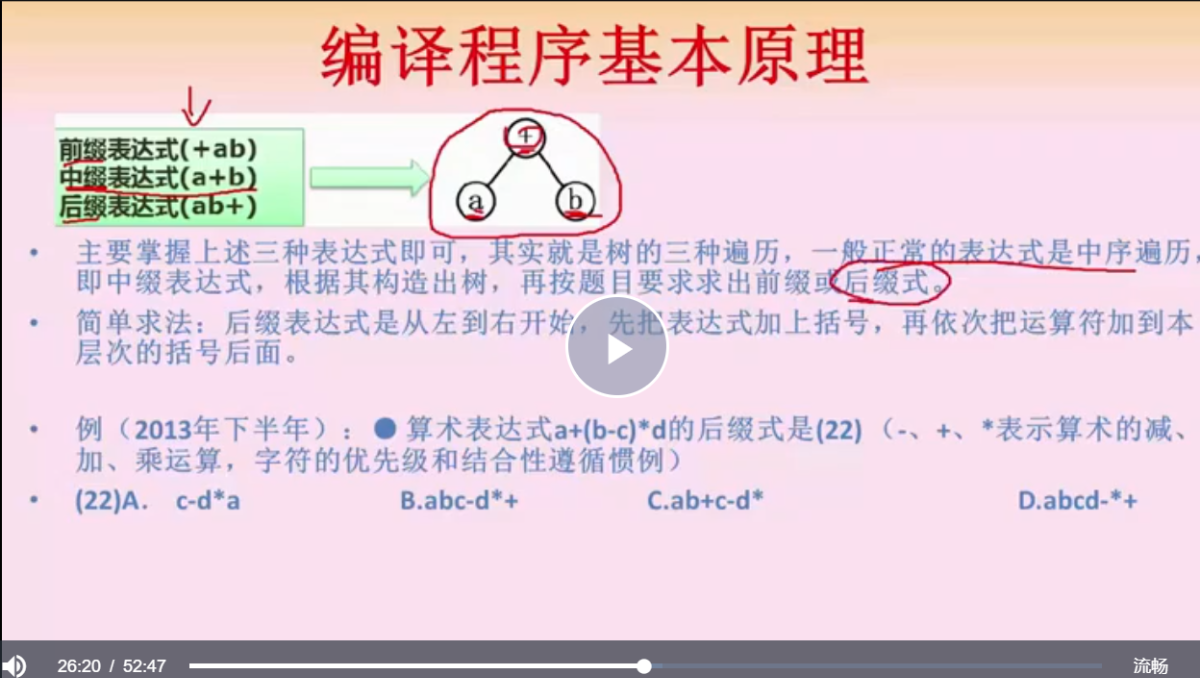 编译程序基本原理
前缀表达式(+ab)
中缀表达式(a+b)
后缀表达式(ab+)
+
a
b
• 主要掌握上述三种表达式即可，其实就是树的三种遍历，一般正常的表达式是中序遍历，
即中缀表达式，根据其构造出树，再按题目要求求出前缀或后缀式。
• 简单求法：后缀表达式是从左到右开始，先把表达式加上括号，再依次把运算符加到本
层次的括号后面。
• 例（2013年下半年）：● 算术表达式a+(b-c)*d的后缀式是(22)（-、+、*表示算术的减、
加、乘运算，字符的优先级和结合性遵循惯例）
• (22)A. c-d*a B.abc-d*+ C.ab+c-d* D.abcd-*+
26:20 / 52:47 流畅